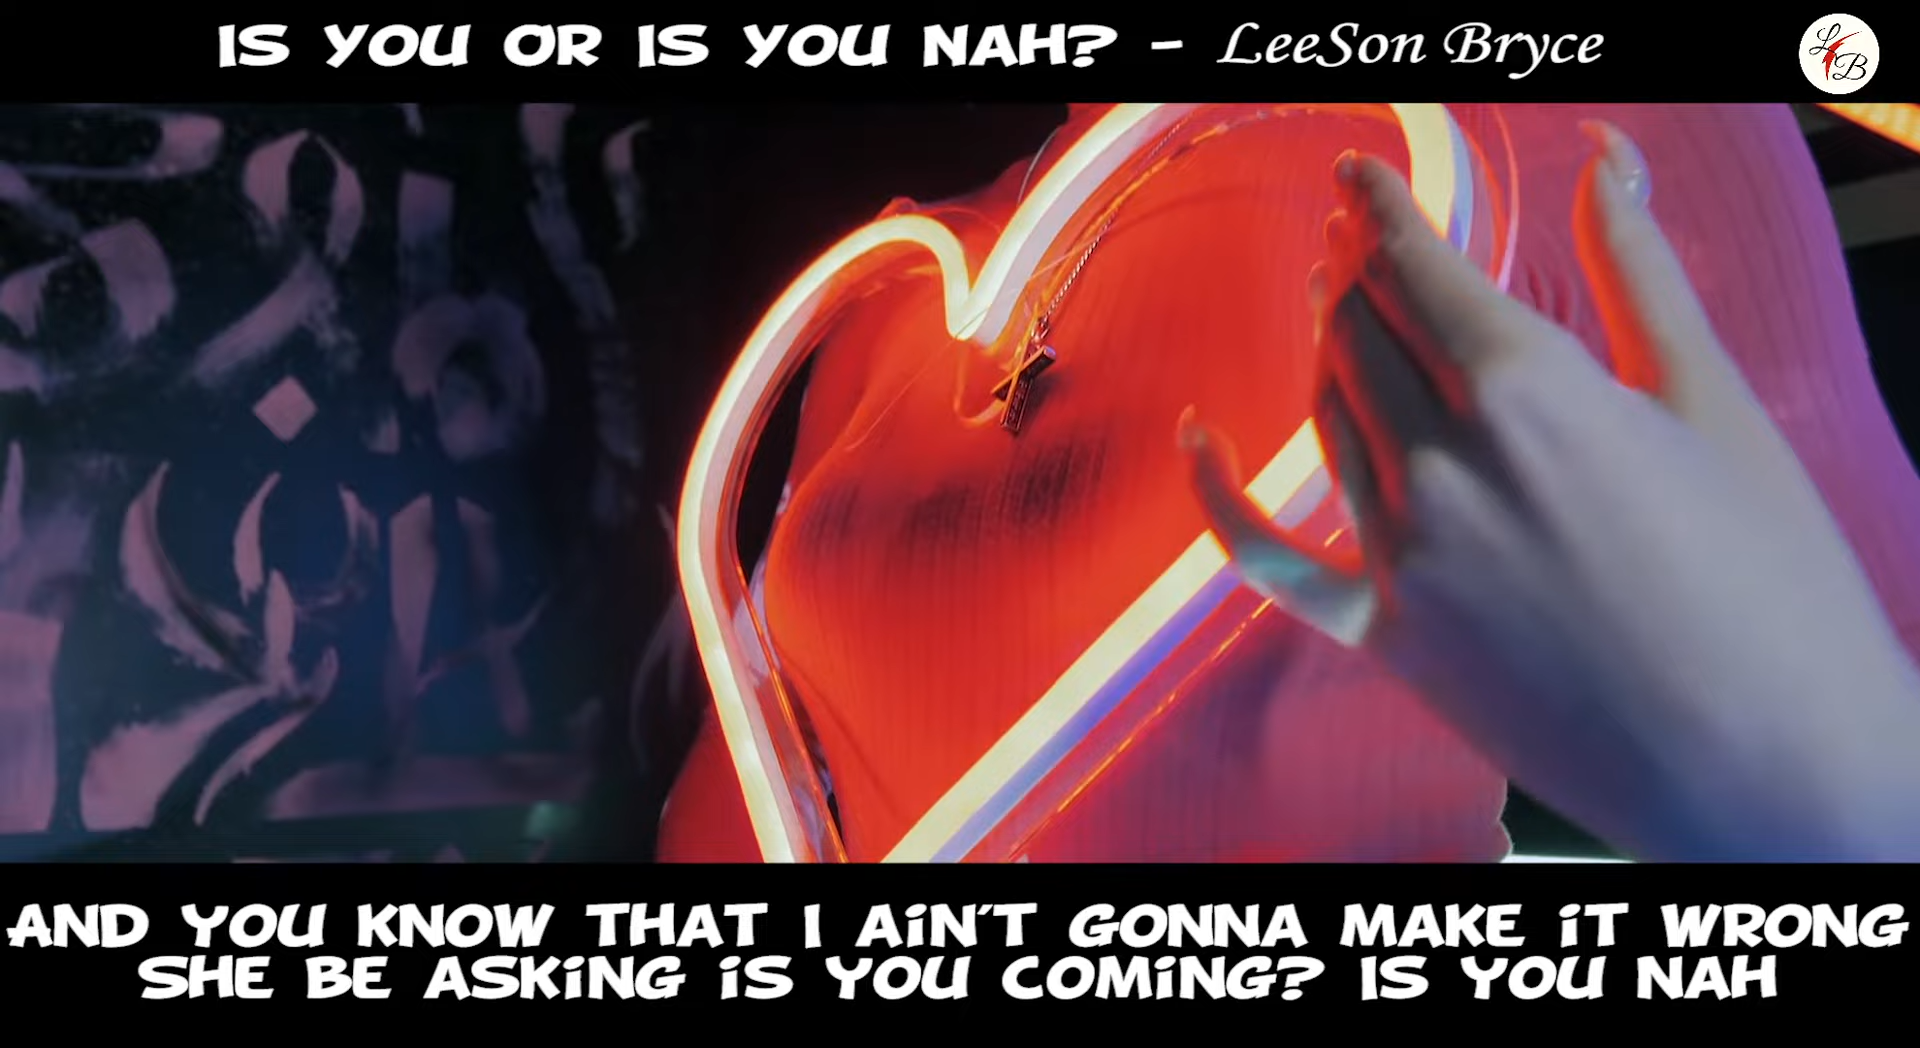 IS YOU OR IS YOU NAH? - LeeSon Bryce
LB
AND YOU KNOW THAT I AiN'T GONNA MAKE iT WRONG
SHE BE ASKiNG iS YOU COMiNG? IS YOU NAH